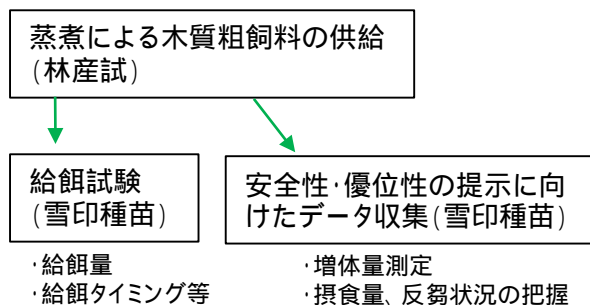 蒸煮による木質粗飼料の供給
(林産試)
給餌試験
(雪印種苗)
・給餌量
・給餌タイミング等
安全性・優位性の提示に向
けたデータ収集(雪印種苗)
・増体量測定
・摂食量、反芻状況の把握